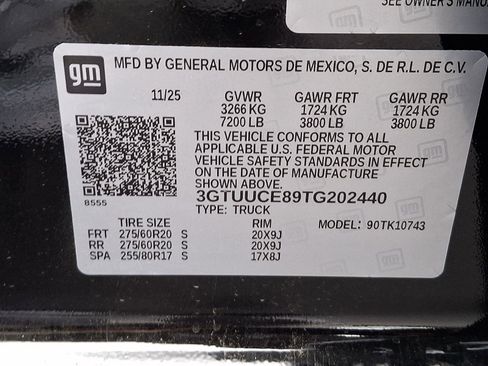 SEE OWNER'S MANUAL
gm
MFD BY GENERAL MOTORS DE MEXICO, S. DE R.L. DE C.V.
11/25 GVWR GAWR FRT GAWR RR
3266 KG 1724 KG 1724 KG
7200 LB 3800 LB 3800 LB
THIS VEHICLE CONFORMS TO ALL
APPLICABLE U.S. FEDERAL MOTOR
VEHICLE SAFETY STANDARDS IN EFFECT
ON THE DATE OF MANUFACTURE SHOWN ABOVE.
3GTUUCE89TG202440
8555
TYPE: TRUCK
TIRE SIZE RIM MODEL: 90TK10743
FRT 275/60R20 S 20X9J
RR 275/60R20 S 20X9J
SPA 255/80R17 S 17X8J